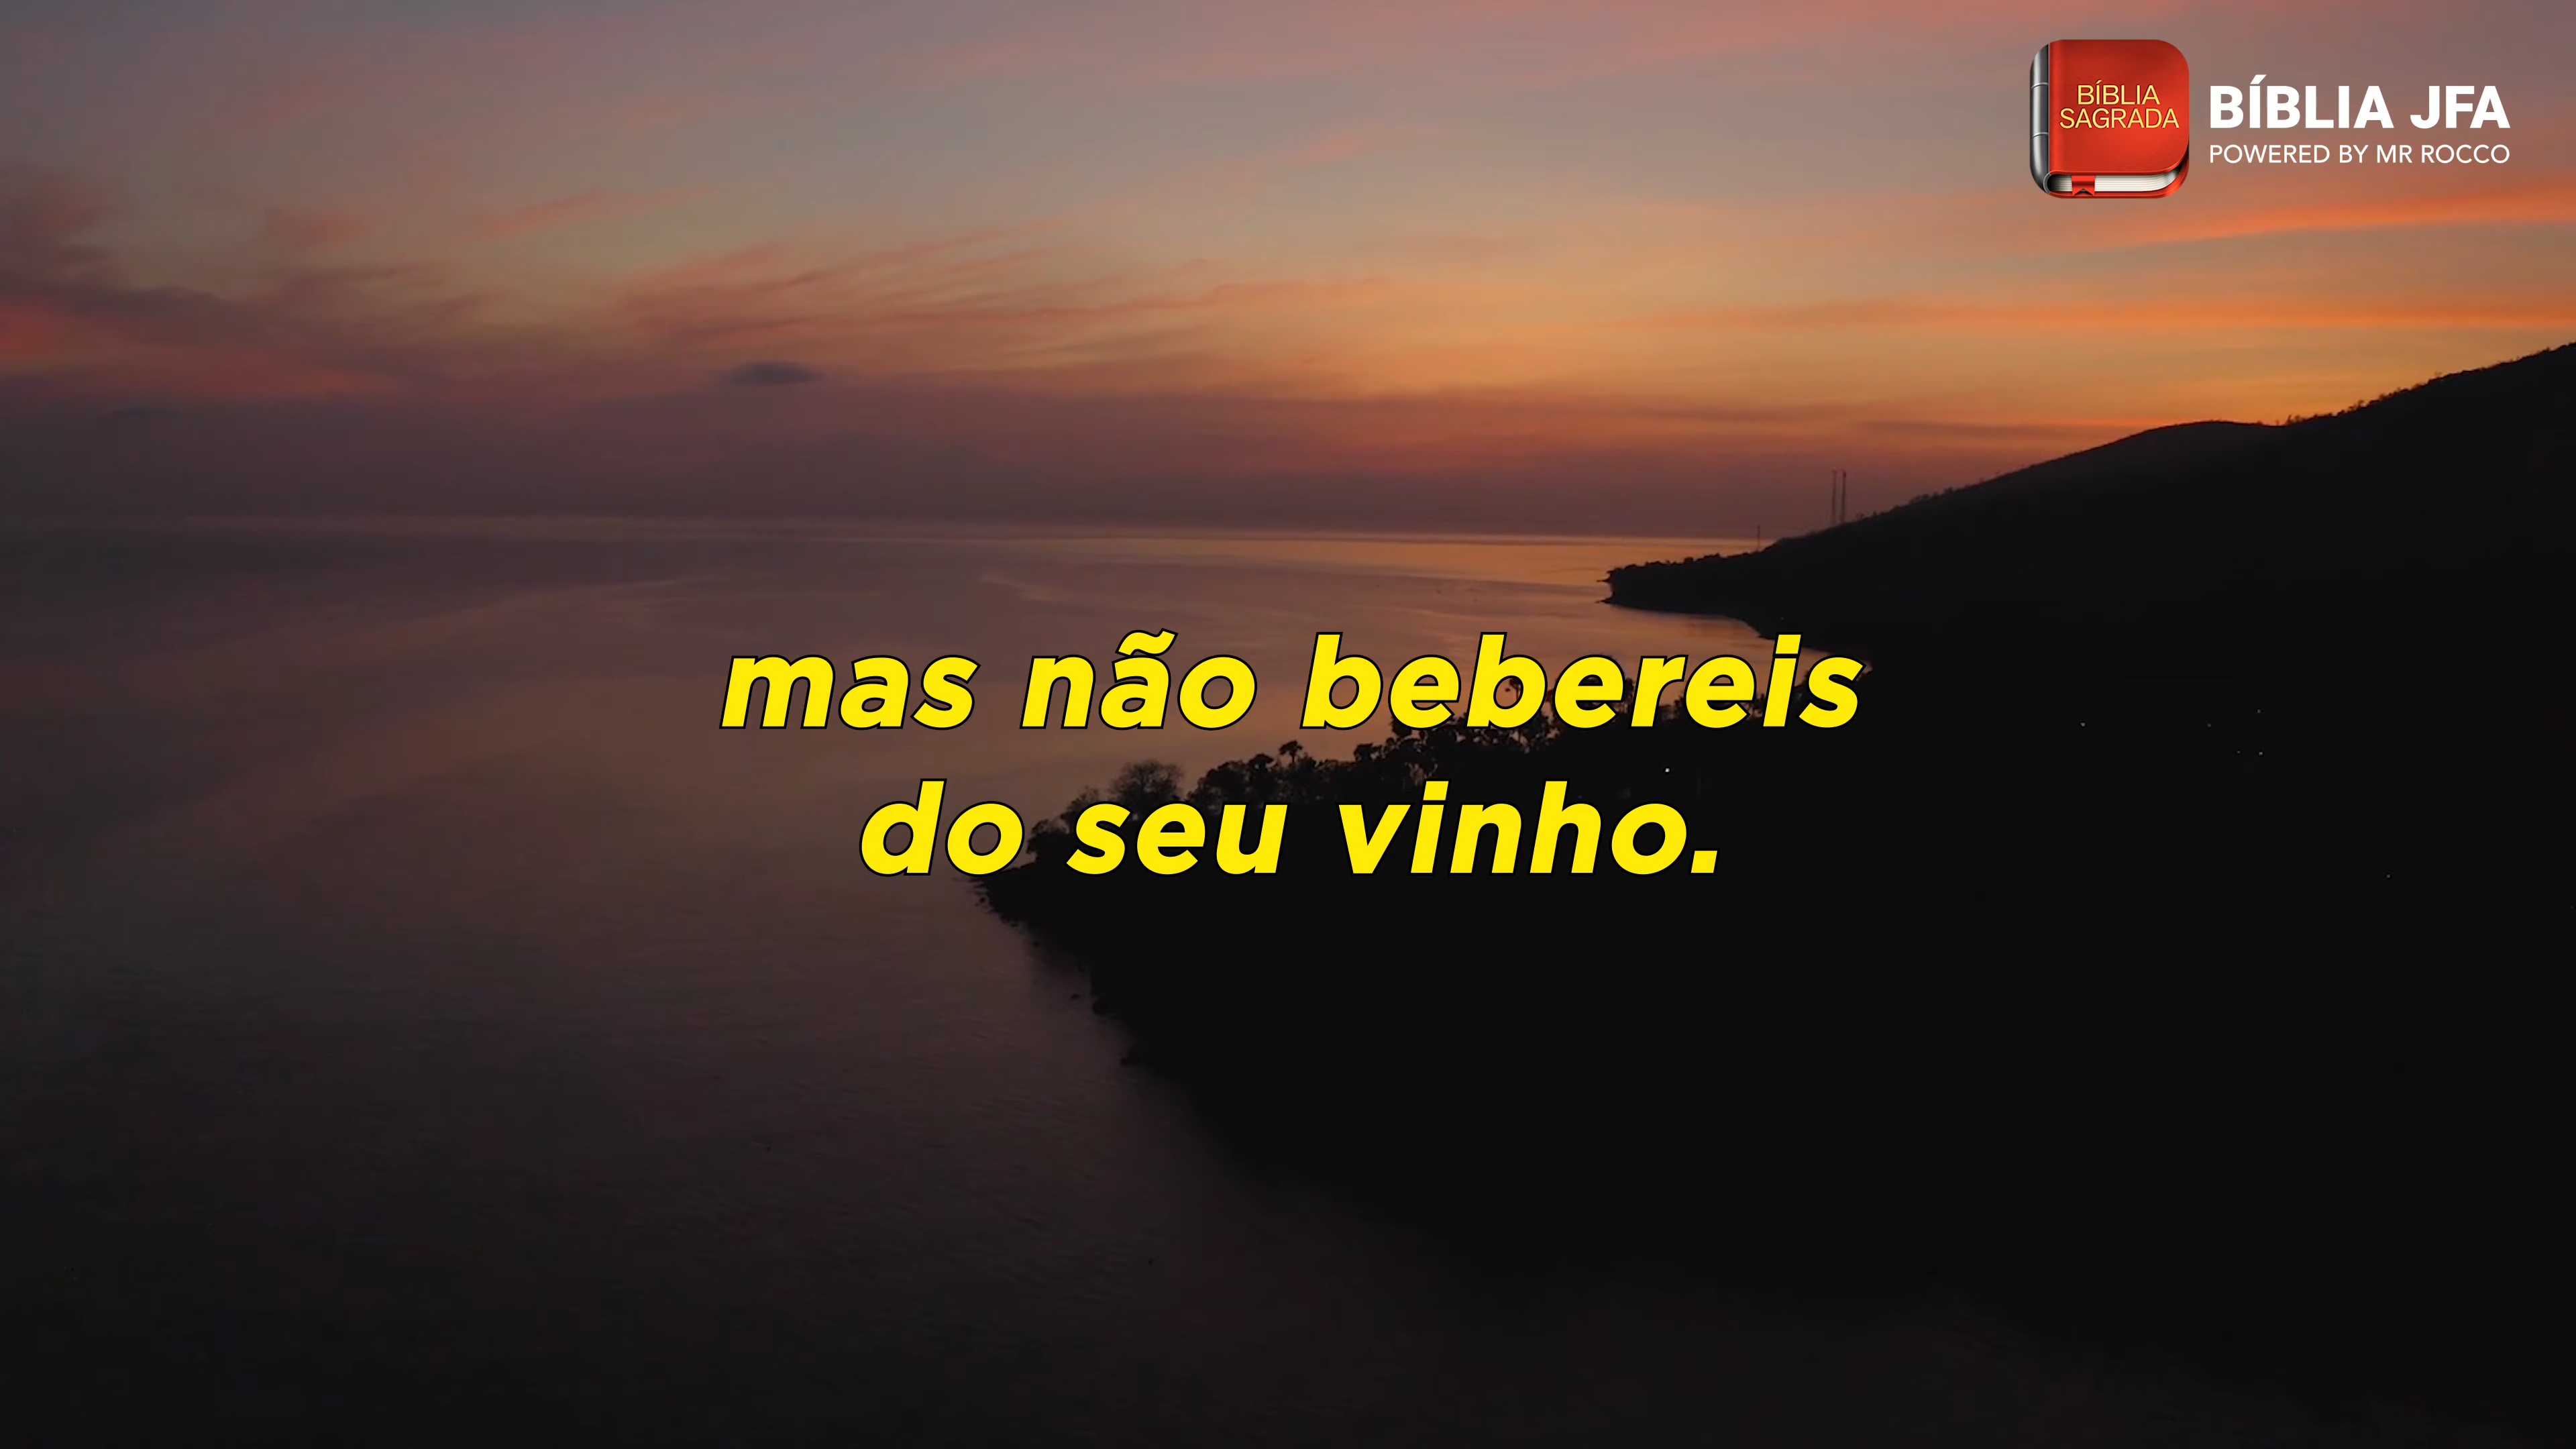 BÍBLIA
SAGRADA
BÍBLIA JFA
POWERED BY MR ROCCO
mas não bebereis
do seu vinho.